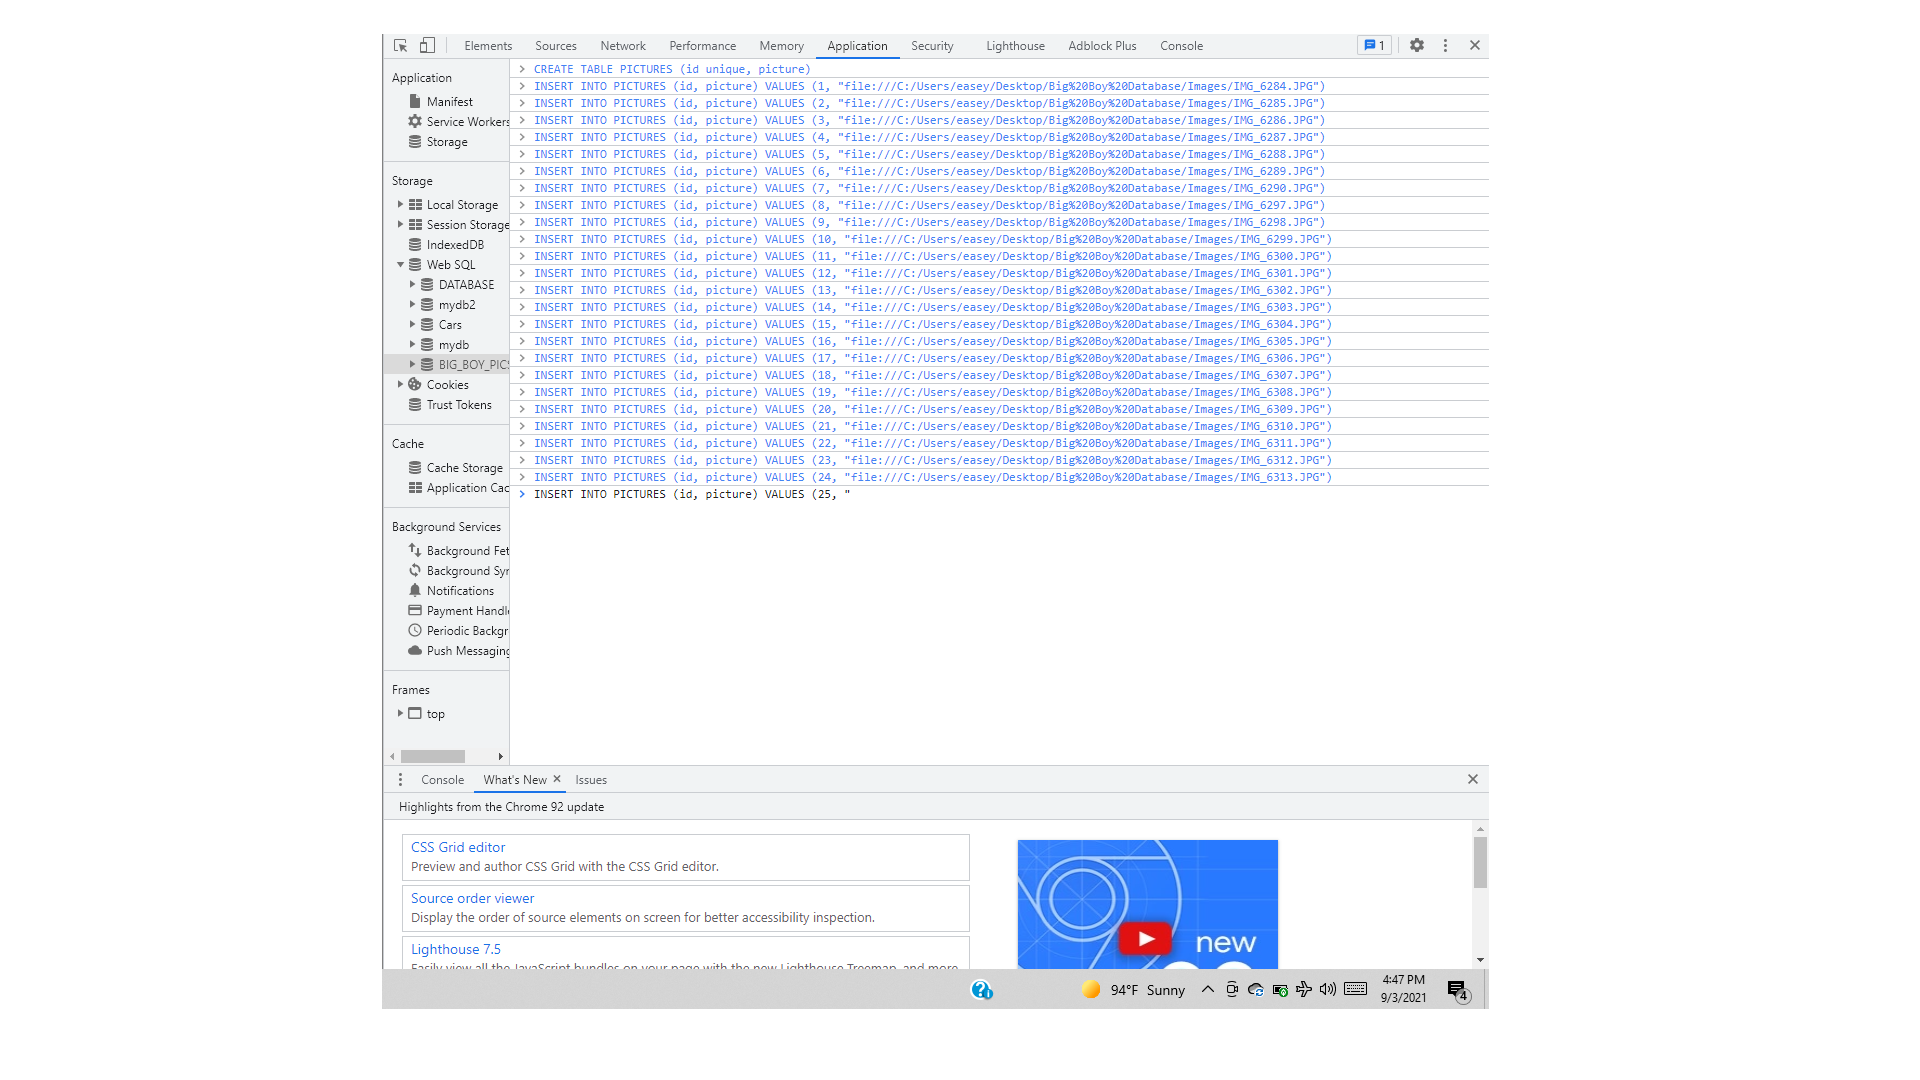 Elements Sources Network Performance Memory Application Security Lighthouse Adblock Plus Console 1
Application
Manifest
Service Workers
Storage
Storage
Local Storage
Session Storage
IndexedDB
Web SQL
DATABASE
mydb2
Cars
mydb
BIG_BOY_PICS
Cookies
Trust Tokens
Cache
Cache Storage
Application Cac
Background Services
Background Fet
Background Syn
Notifications
Payment Handle
Periodic Backgr
Push Messaging
Frames
top
> CREATE TABLE PICTURES (id unique, picture)
> INSERT INTO PICTURES (id, picture) VALUES (1, "file:///C:/Users/easey/Desktop/Big%20Boy%20Database/Images/IMG_6284.JPG")
> INSERT INTO PICTURES (id, picture) VALUES (2, "file:///C:/Users/easey/Desktop/Big%20Boy%20Database/Images/IMG_6285.JPG")
> INSERT INTO PICTURES (id, picture) VALUES (3, "file:///C:/Users/easey/Desktop/Big%20Boy%20Database/Images/IMG_6286.JPG")
> INSERT INTO PICTURES (id, picture) VALUES (4, "file:///C:/Users/easey/Desktop/Big%20Boy%20Database/Images/IMG_6287.JPG")
> INSERT INTO PICTURES (id, picture) VALUES (5, "file:///C:/Users/easey/Desktop/Big%20Boy%20Database/Images/IMG_6288.JPG")
> INSERT INTO PICTURES (id, picture) VALUES (6, "file:///C:/Users/easey/Desktop/Big%20Boy%20Database/Images/IMG_6289.JPG")
> INSERT INTO PICTURES (id, picture) VALUES (7, "file:///C:/Users/easey/Desktop/Big%20Boy%20Database/Images/IMG_6290.JPG")
> INSERT INTO PICTURES (id, picture) VALUES (8, "file:///C:/Users/easey/Desktop/Big%20Boy%20Database/Images/IMG_6297.JPG")
> INSERT INTO PICTURES (id, picture) VALUES (9, "file:///C:/Users/easey/Desktop/Big%20Boy%20Database/Images/IMG_6298.JPG")
> INSERT INTO PICTURES (id, picture) VALUES (10, "file:///C:/Users/easey/Desktop/Big%20Boy%20Database/Images/IMG_6299.JPG")
> INSERT INTO PICTURES (id, picture) VALUES (11, "file:///C:/Users/easey/Desktop/Big%20Boy%20Database/Images/IMG_6300.JPG")
> INSERT INTO PICTURES (id, picture) VALUES (12, "file:///C:/Users/easey/Desktop/Big%20Boy%20Database/Images/IMG_6301.JPG")
> INSERT INTO PICTURES (id, picture) VALUES (13, "file:///C:/Users/easey/Desktop/Big%20Boy%20Database/Images/IMG_6302.JPG")
> INSERT INTO PICTURES (id, picture) VALUES (14, "file:///C:/Users/easey/Desktop/Big%20Boy%20Database/Images/IMG_6303.JPG")
> INSERT INTO PICTURES (id, picture) VALUES (15, "file:///C:/Users/easey/Desktop/Big%20Boy%20Database/Images/IMG_6304.JPG")
> INSERT INTO PICTURES (id, picture) VALUES (16, "file:///C:/Users/easey/Desktop/Big%20Boy%20Database/Images/IMG_6305.JPG")
> INSERT INTO PICTURES (id, picture) VALUES (17, "file:///C:/Users/easey/Desktop/Big%20Boy%20Database/Images/IMG_6306.JPG")
> INSERT INTO PICTURES (id, picture) VALUES (18, "file:///C:/Users/easey/Desktop/Big%20Boy%20Database/Images/IMG_6307.JPG")
> INSERT INTO PICTURES (id, picture) VALUES (19, "file:///C:/Users/easey/Desktop/Big%20Boy%20Database/Images/IMG_6308.JPG")
> INSERT INTO PICTURES (id, picture) VALUES (20, "file:///C:/Users/easey/Desktop/Big%20Boy%20Database/Images/IMG_6309.JPG")
> INSERT INTO PICTURES (id, picture) VALUES (21, "file:///C:/Users/easey/Desktop/Big%20Boy%20Database/Images/IMG_6310.JPG")
> INSERT INTO PICTURES (id, picture) VALUES (22, "file:///C:/Users/easey/Desktop/Big%20Boy%20Database/Images/IMG_6311.JPG")
> INSERT INTO PICTURES (id, picture) VALUES (23, "file:///C:/Users/easey/Desktop/Big%20Boy%20Database/Images/IMG_6312.JPG")
> INSERT INTO PICTURES (id, picture) VALUES (24, "file:///C:/Users/easey/Desktop/Big%20Boy%20Database/Images/IMG_6313.JPG")
> INSERT INTO PICTURES (id, picture) VALUES (25, "
Console What's New Issues
Highlights from the Chrome 92 update
CSS Grid editor
Preview and author CSS Grid with the CSS Grid editor.
Source order viewer
Display the order of source elements on screen for better accessibility inspection.
Lighthouse 7.5
Easily view all the JavaScript bundles on your page with the new Lighthouse Treemap, and more
new
94°F Sunny
4:47 PM
9/3/2021
4